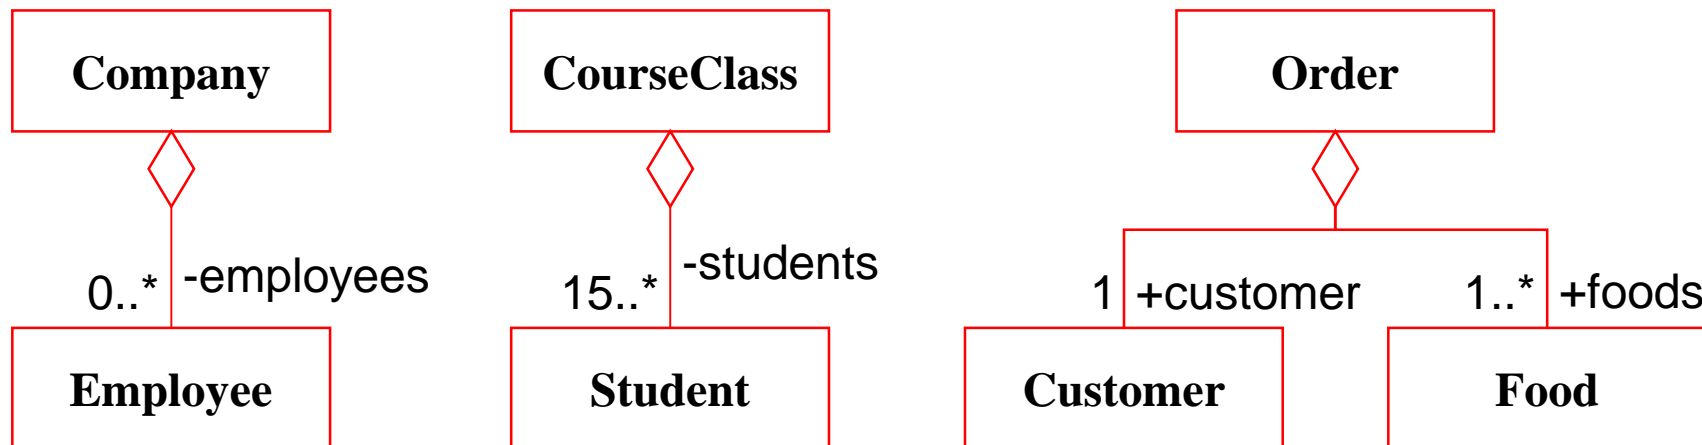 Company
CourseClass
Order
0..*
-employees
15..*
-students
1
+customer
1..*
+foods
Employee
Student
Customer
Food